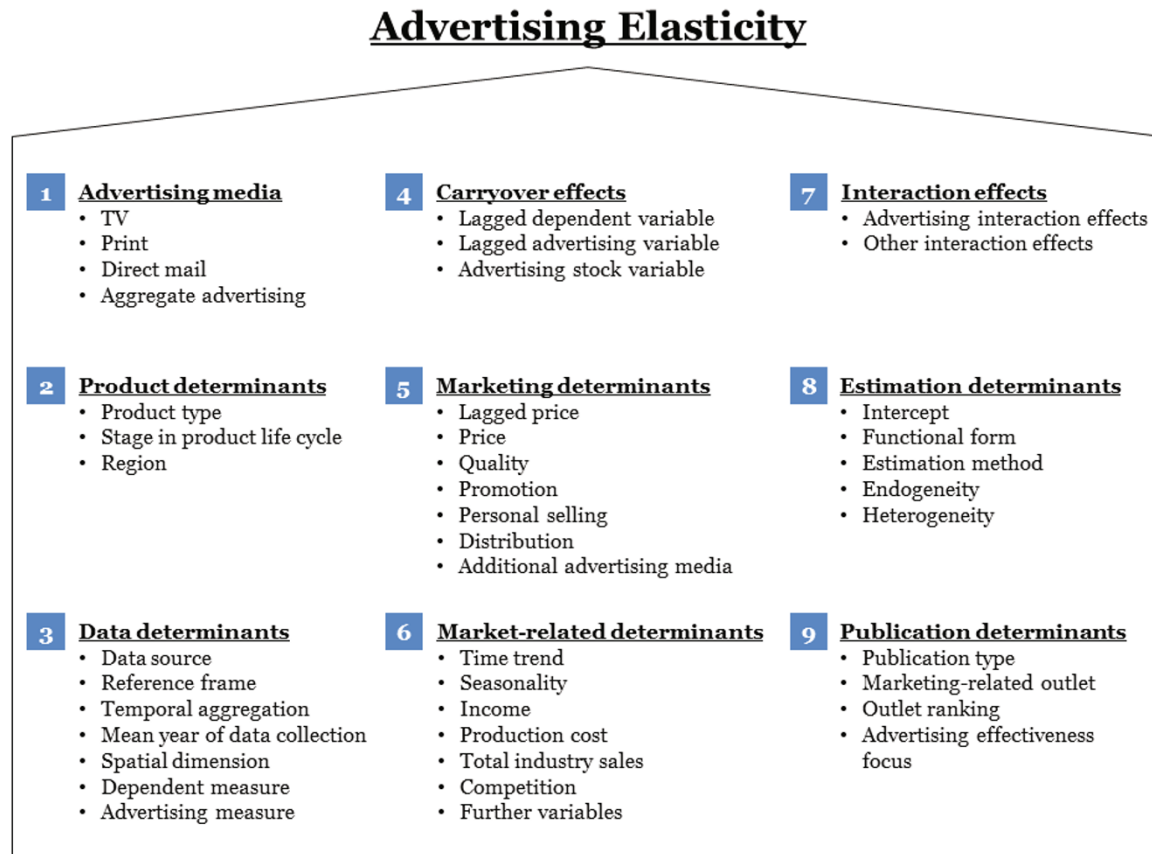 Advertising Elasticity
1 Advertising media
• TV
• Print
• Direct mail
• Aggregate advertising
2 Product determinants
• Product type
• Stage in product life cycle
• Region
3 Data determinants
• Data source
• Reference frame
• Temporal aggregation
• Mean year of data collection
• Spatial dimension
• Dependent measure
• Advertising measure
4 Carryover effects
• Lagged dependent variable
• Lagged advertising variable
• Advertising stock variable
5 Marketing determinants
• Lagged price
• Price
• Quality
• Promotion
• Personal selling
• Distribution
• Additional advertising media
6 Market-related determinants
• Time trend
• Seasonality
• Income
• Production cost
• Total industry sales
• Competition
• Further variables
7 Interaction effects
• Advertising interaction effects
• Other interaction effects
8 Estimation determinants
• Intercept
• Functional form
• Estimation method
• Endogeneity
• Heterogeneity
9 Publication determinants
• Publication type
• Marketing-related outlet
• Outlet ranking
• Advertising effectiveness
focus